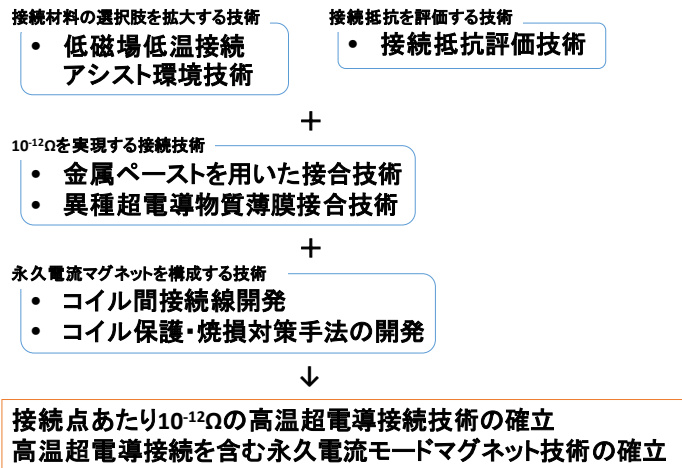 接続材料の選択肢を拡大する技術
• 低磁場低温接続
アシスト環境技術
接続抵抗を評価する技術
• 接続抵抗評価技術
+
10⁻¹²Ωを実現する接続技術
• 金属ペーストを用いた接合技術
• 異種超電導物質薄膜接合技術
+
永久電流マグネットを構成する技術
• コイル間接続線開発
• コイル保護・焼損対策手法の開発
↓
接続点あたり10⁻¹²Ωの高温超電導接続技術の確立
高温超電導接続を含む永久電流モードマグネット技術の確立